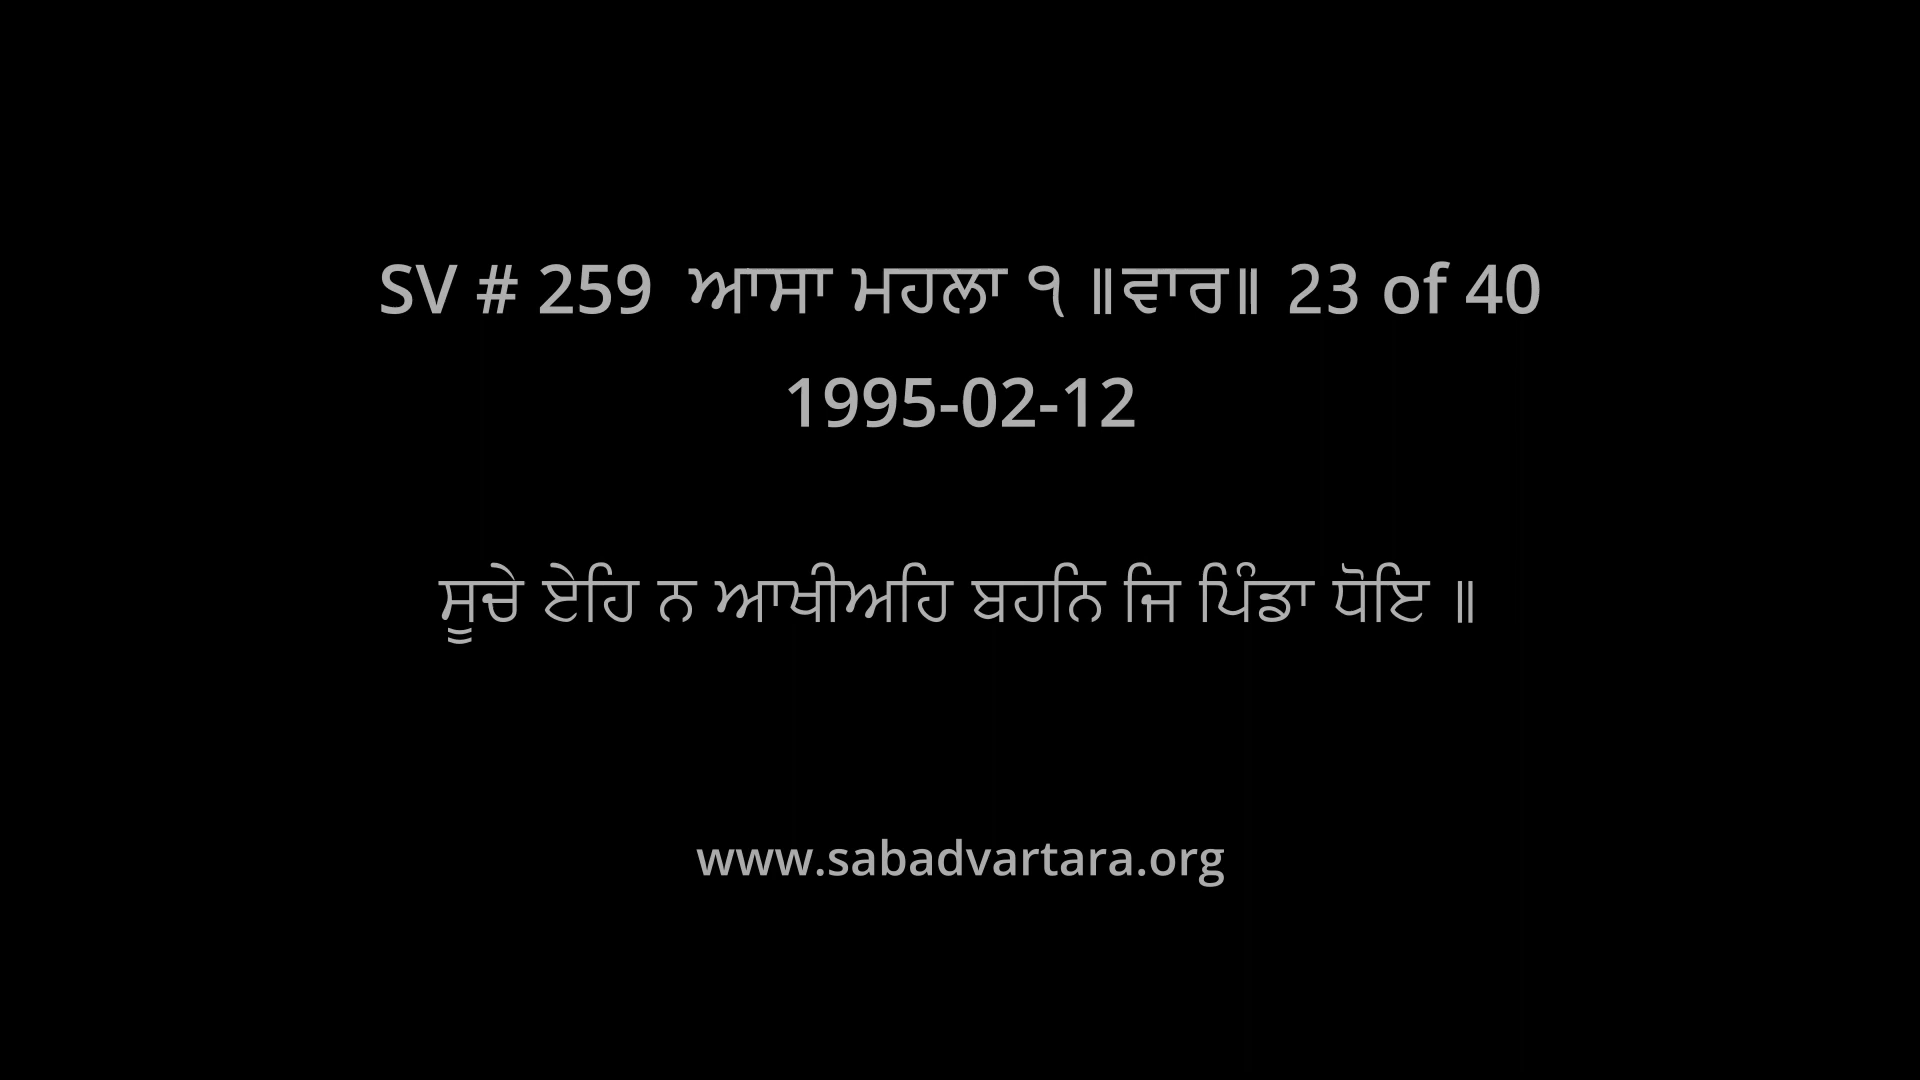 SV # 259 ਆਸਾ ਮਹਲਾ ੧ ॥ਵਾਰ॥ 23 of 40
1995-02-12
ਸੂਚੇ ਏਹਿ ਨ ਆਖੀਅਹਿ ਬਹਨਿ ਜਿ ਪਿੰਡਾ ਧੋਇ ॥
www.sabadvartara.org